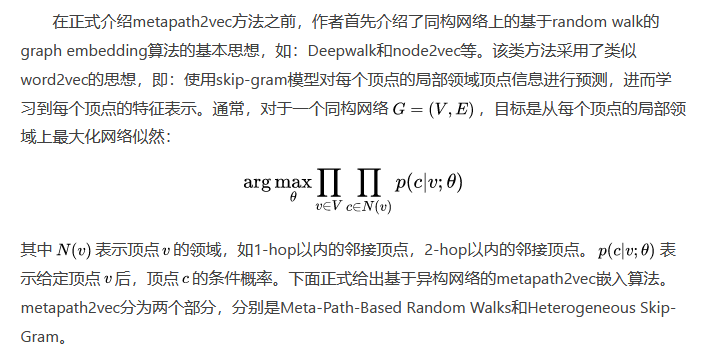 在正式介绍metapath2vec方法之前，作者首先介绍了同构网络上的基于random walk的
graph embedding算法的基本思想，如：Deepwalk和node2vec等。该类方法采用了类似
word2vec的思想，即：使用skip-gram模型对每个顶点的局部领域顶点信息进行预测，进而学
习到每个顶点的特征表示。通常，对于一个同构网络 G = (V, E) ，目标是从每个顶点的局部领
域上最大化网络似然：
arg max_θ ∏_{v∈V} ∏_{c∈N(v)} p(c|v; θ)
其中 N(v) 表示顶点 v 的领域，如1-hop以内的邻接顶点，2-hop以内的邻接顶点。 p(c|v; θ) 表
示给定顶点 v 后，顶点 c 的条件概率。下面正式给出基于异构网络的metapath2vec嵌入算法。
metapath2vec分为两个部分，分别是Meta-Path-Based Random Walks和Heterogeneous Skip-
Gram。